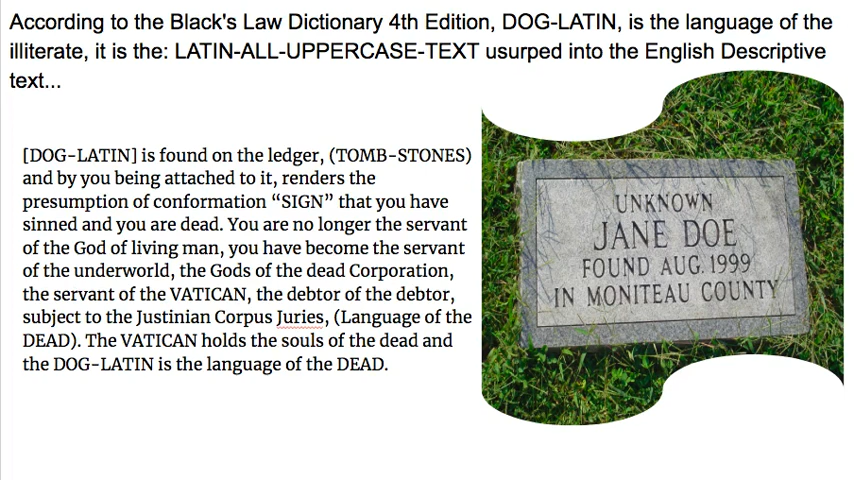 According to the Black's Law Dictionary 4th Edition, DOG-LATIN, is the language of the
illiterate, it is the: LATIN-ALL-UPPERCASE-TEXT usurped into the English Descriptive
text...
[DOG-LATIN] is found on the ledger, (TOMB-STONES)
and by you being attached to it, renders the
presumption of conformation “SIGN” that you have
sinned and you are dead. You are no longer the servant
of the God of living man, you have become the servant
of the underworld, the Gods of the dead Corporation,
the servant of the VATICAN, the debtor of the debtor,
subject to the Justinian Corpus Juries, (Language of the
DEAD). The VATICAN holds the souls of the dead and
the DOG-LATIN is the language of the DEAD.
UNKNOWN
JANE DOE
FOUND AUG. 1999
IN MONITEAU COUNTY